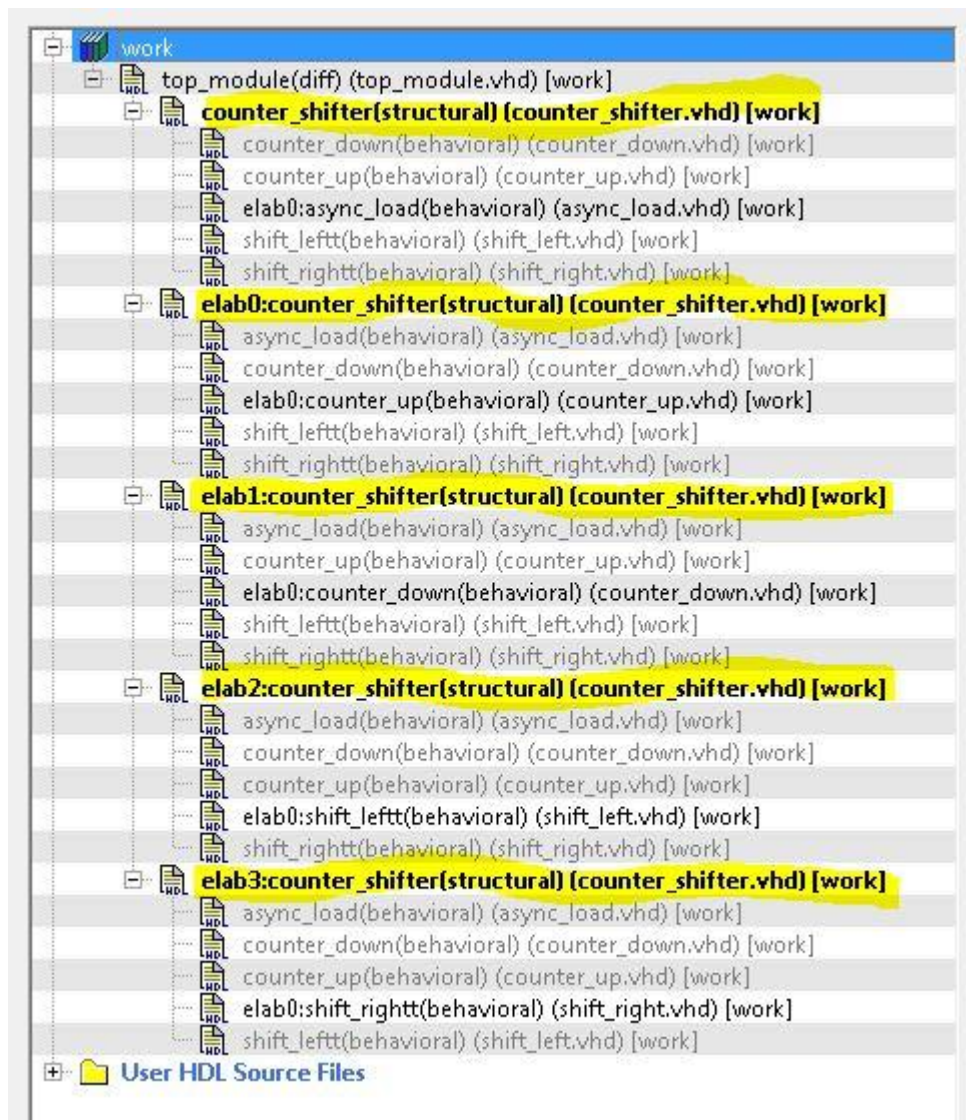 work
top_module(diff) (top_module.vhd) [work]
counter_shifter(structural) (counter_shifter.vhd) [work]
counter_down(behavioral) (counter_down.vhd) [work]
counter_up(behavioral) (counter_up.vhd) [work]
elab0:async_load(behavioral) (async_load.vhd) [work]
shift_leftt(behavioral) (shift_left.vhd) [work]
shift_rightt(behavioral) (shift_right.vhd) [work]
elab0:counter_shifter(structural) (counter_shifter.vhd) [work]
async_load(behavioral) (async_load.vhd) [work]
counter_down(behavioral) (counter_down.vhd) [work]
elab0:counter_up(behavioral) (counter_up.vhd) [work]
shift_leftt(behavioral) (shift_left.vhd) [work]
shift_rightt(behavioral) (shift_right.vhd) [work]
elab1:counter_shifter(structural) (counter_shifter.vhd) [work]
async_load(behavioral) (async_load.vhd) [work]
counter_up(behavioral) (counter_up.vhd) [work]
elab0:counter_down(behavioral) (counter_down.vhd) [work]
shift_leftt(behavioral) (shift_left.vhd) [work]
shift_rightt(behavioral) (shift_right.vhd) [work]
elab2:counter_shifter(structural) (counter_shifter.vhd) [work]
async_load(behavioral) (async_load.vhd) [work]
counter_down(behavioral) (counter_down.vhd) [work]
counter_up(behavioral) (counter_up.vhd) [work]
elab0:shift_leftt(behavioral) (shift_left.vhd) [work]
shift_rightt(behavioral) (shift_right.vhd) [work]
elab3:counter_shifter(structural) (counter_shifter.vhd) [work]
async_load(behavioral) (async_load.vhd) [work]
counter_down(behavioral) (counter_down.vhd) [work]
counter_up(behavioral) (counter_up.vhd) [work]
elab0:shift_rightt(behavioral) (shift_right.vhd) [work]
shift_leftt(behavioral) (shift_left.vhd) [work]
User HDL Source Files